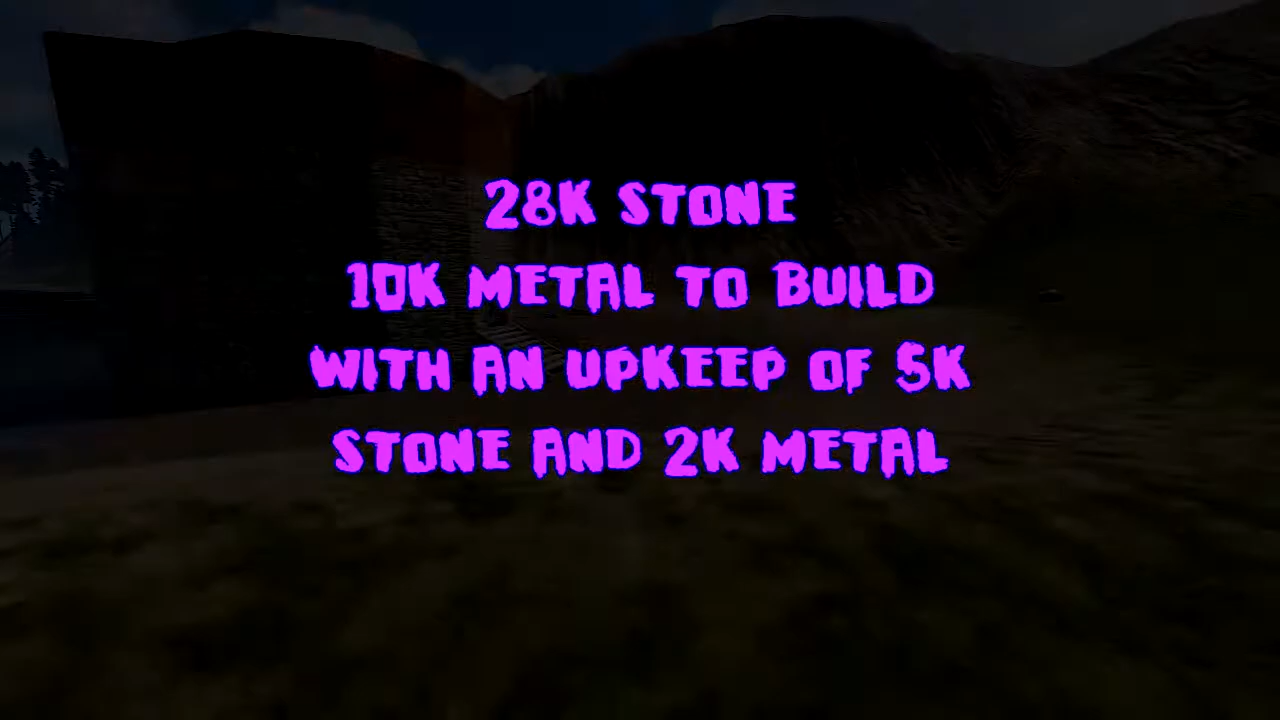 28K STONE
10K METAL TO BUILD
WITH AN UPKEEP OF 5K
STONE AND 2K METAL